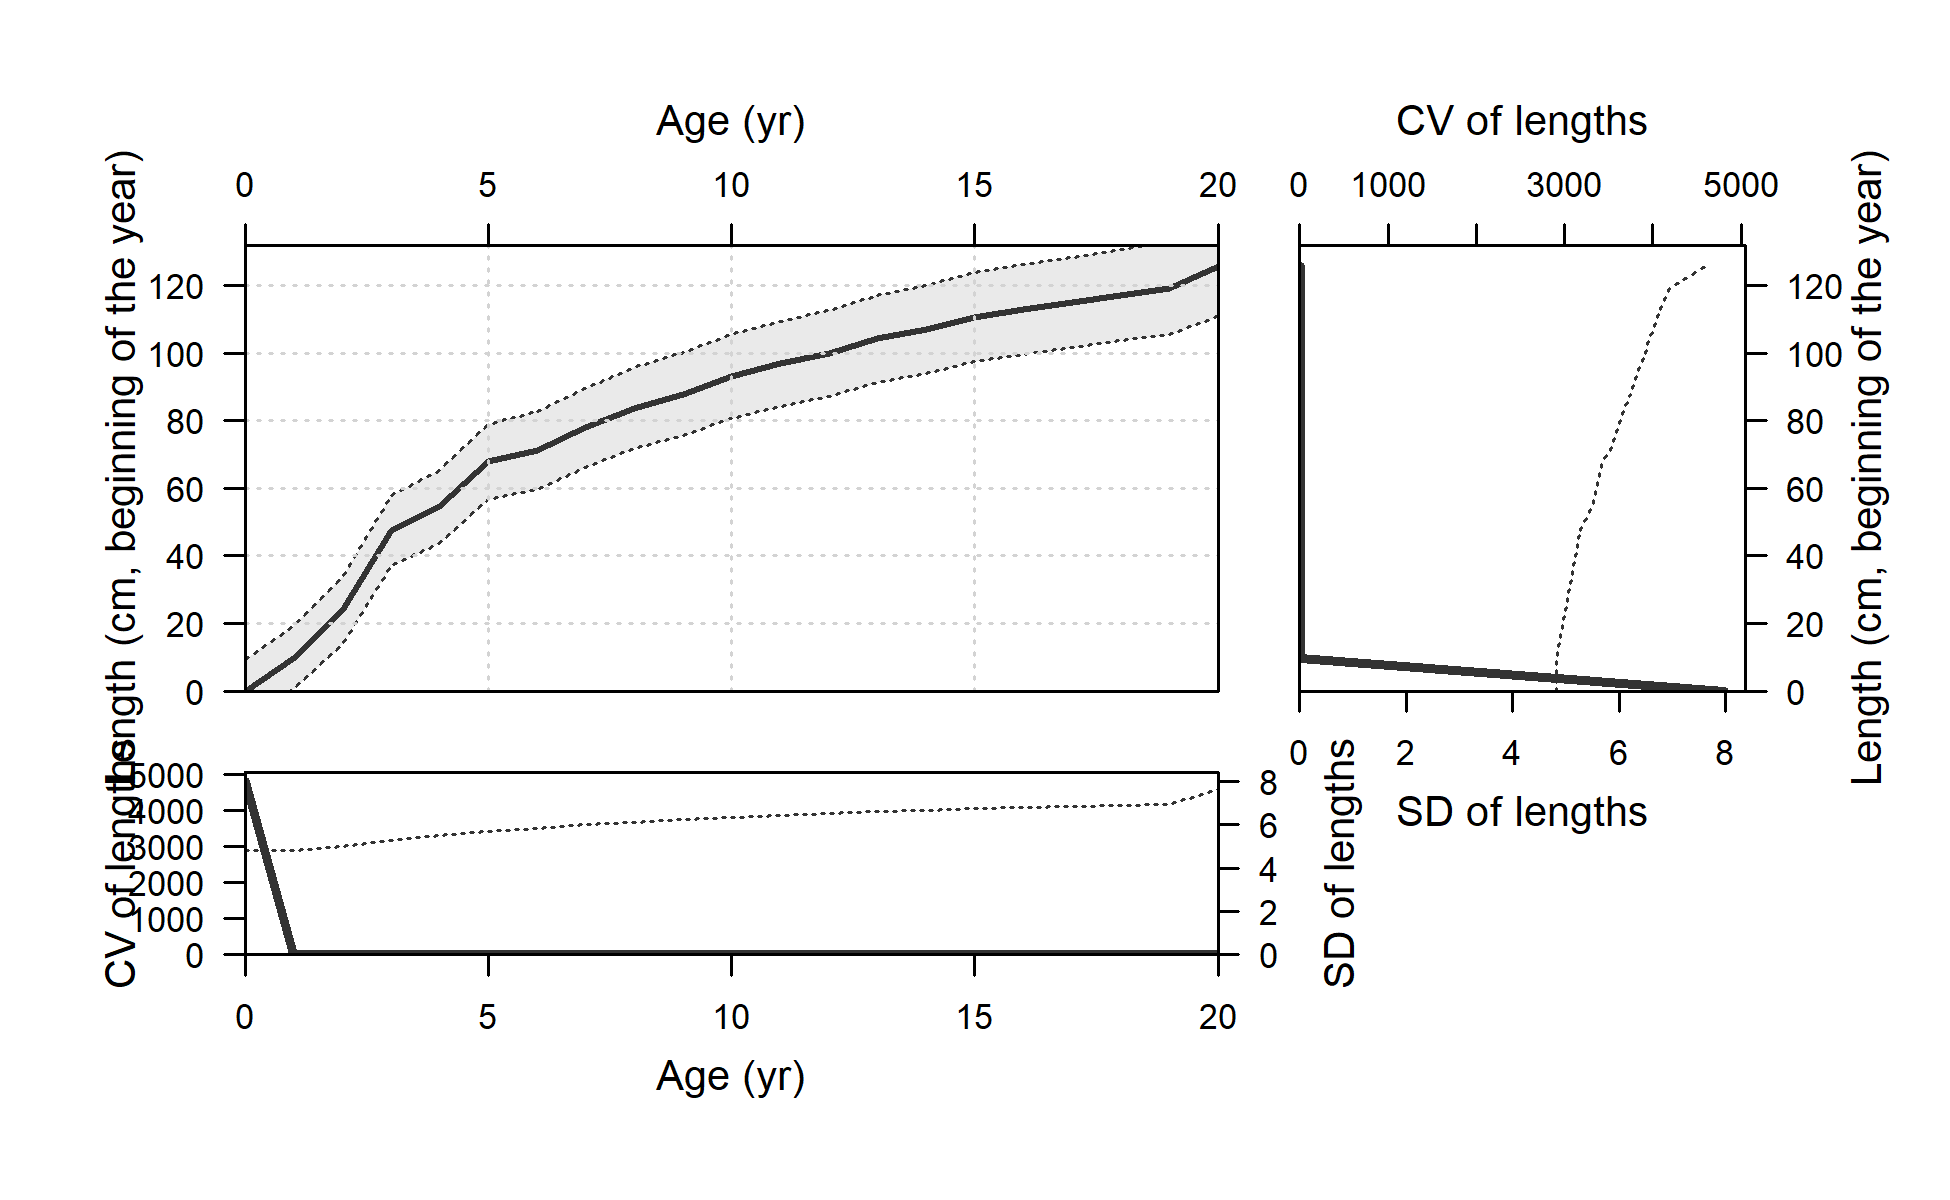 Age (yr)
CV of lengths
0 5 10 15 20
0 1000 3000 5000
Length (cm, beginning of the year)
120
100
80
60
40
20
0
120
100
80
60
40
20
0
Length (cm, beginning of the year)
0 2 4 6 8
SD of lengths
CV of lengths
5000
4000
3000
2000
1000
0
8
6
4
2
0
SD of lengths
0 5 10 15 20
Age (yr)